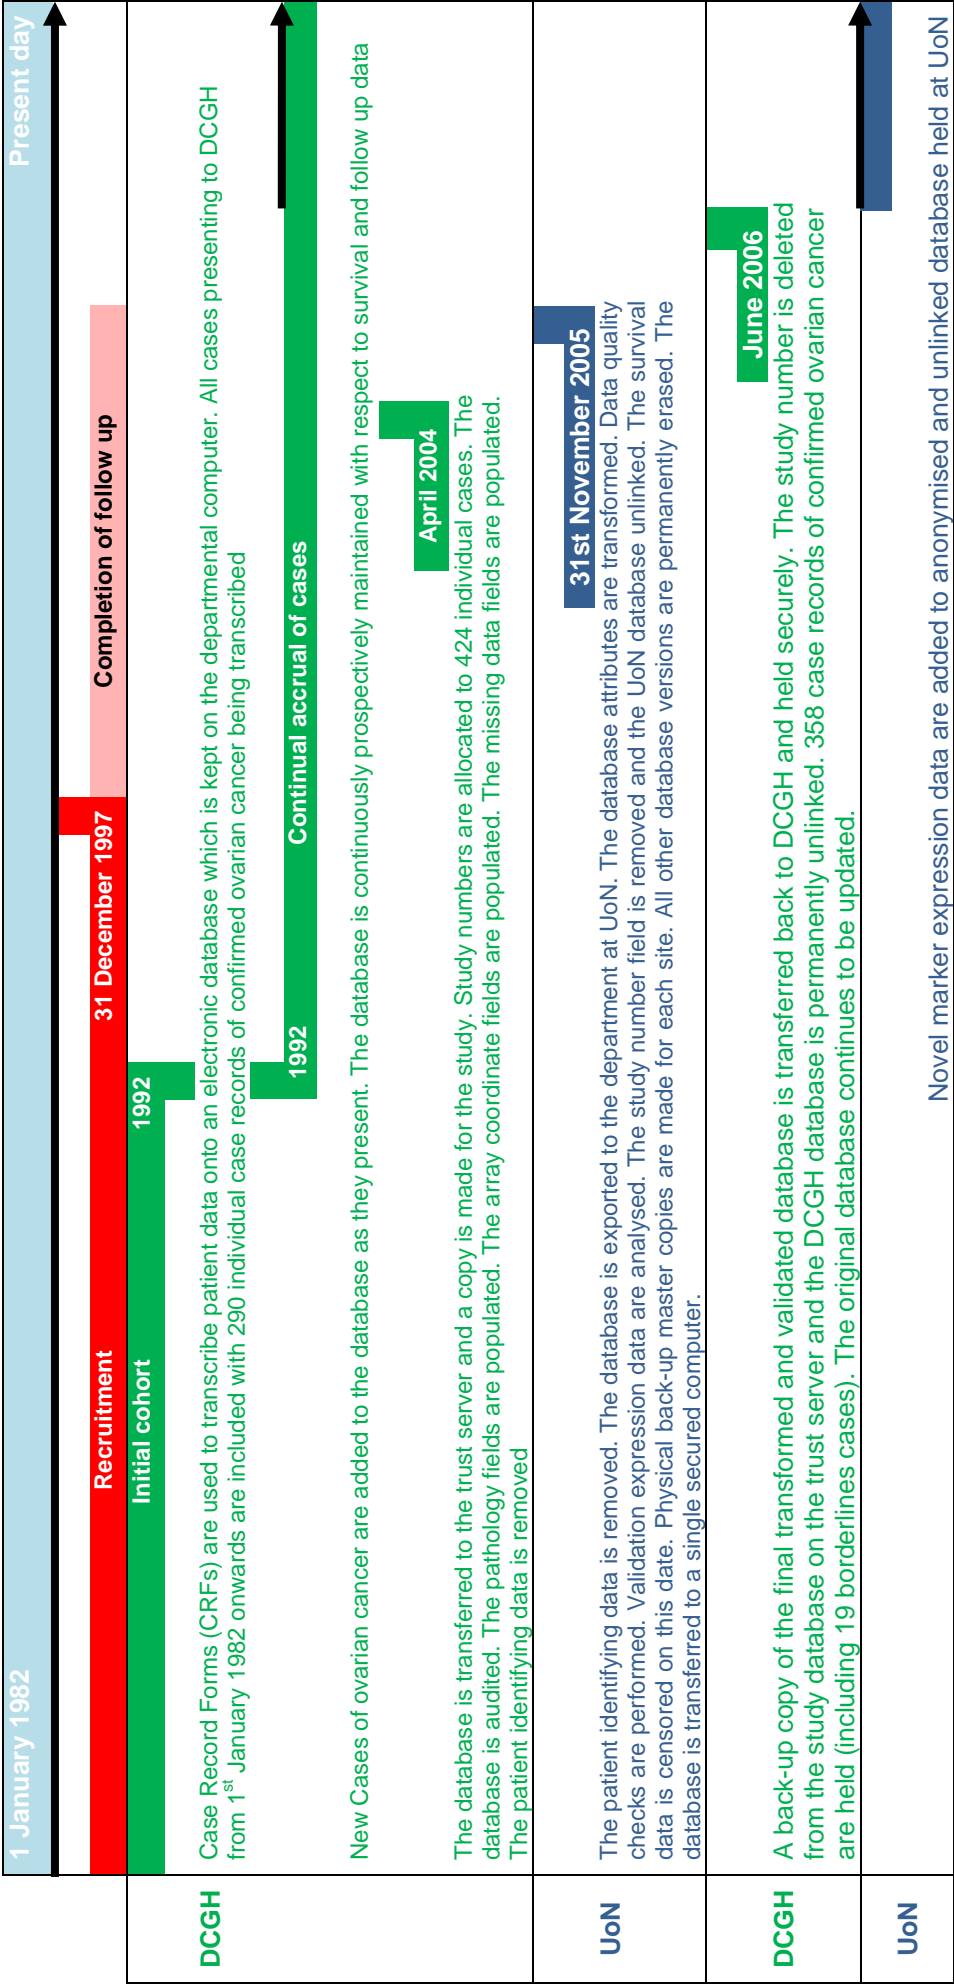 1 January 1982 Present day
Recruitment 31 December 1997 Completion of follow up
DCGH
Initial cohort 1992
Case Record Forms (CRFs) are used to transcribe patient data onto an electronic database which is kept on the departmental computer. All cases presenting to DCGH
from 1st January 1982 onwards are included with 290 individual case records of confirmed ovarian cancer being transcribed
1992 Continual accrual of cases
New Cases of ovarian cancer are added to the database as they present. The database is continuously prospectively maintained with respect to survival and follow up data
April 2004
The database is transferred to the trust server and a copy is made for the study. Study numbers are allocated to 424 individual cases. The
database is audited. The pathology fields are populated. The array coordinate fields are populated. The missing data fields are populated.
The patient identifying data is removed
UoN
31st November 2005
The patient identifying data is removed. The database is exported to the department at UoN. The database attributes are transformed. Data quality
checks are performed. Validation expression data are analysed. The study number field is removed and the UoN database unlinked. The survival
data is censored on this date. Physical back-up master copies are made for each site. All other database versions are permanently erased. The
database is transferred to a single secured computer.
DCGH
June 2006
A back-up copy of the final transformed and validated database is transferred back to DCGH and held securely. The study number is deleted
from the study database on the trust server and the DCGH database is permanently unlinked. 358 case records of confirmed ovarian cancer
are held (including 19 borderlines cases). The original database continues to be updated.
UoN
Novel marker expression data are added to anonymised and unlinked database held at UoN